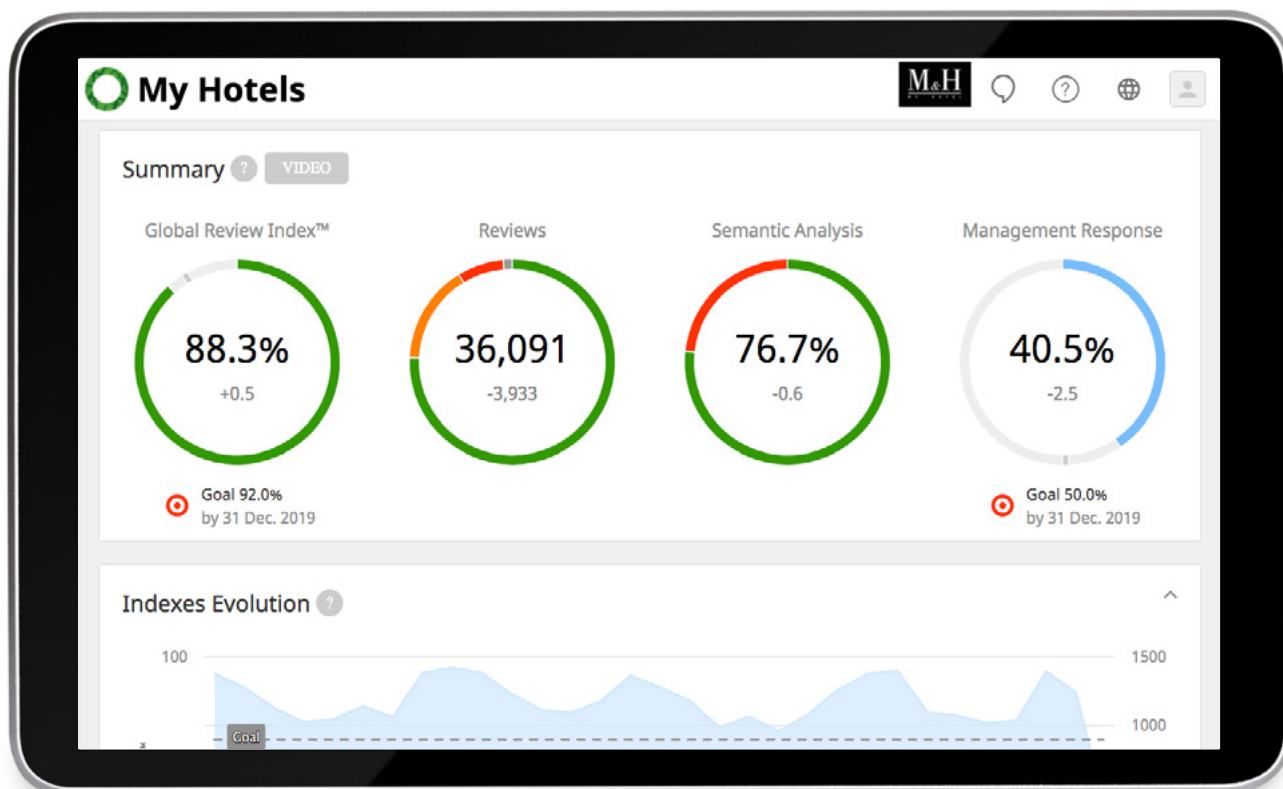 My Hotels
M&H
?
Summary ? VIDEO
Global Review Index™
88.3%
+0.5
Goal 92.0%
by 31 Dec. 2019
Reviews
36,091
-3,933
Semantic Analysis
76.7%
-0.6
Management Response
40.5%
-2.5
Goal 50.0%
by 31 Dec. 2019
Indexes Evolution ?
100
1500
1000
Goal